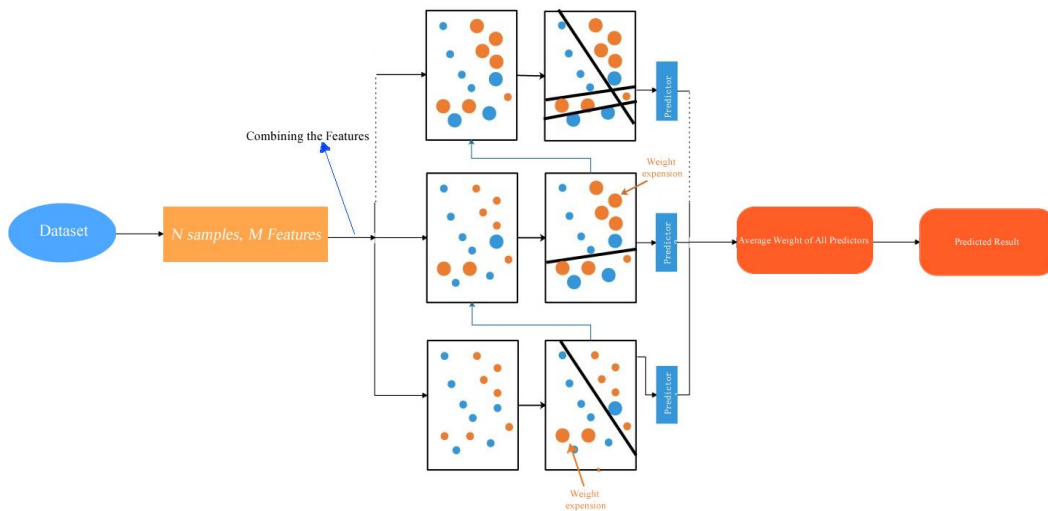 Combining the Features
Dataset
N samples, M Features
Predictor
Weight
expension
Predictor
Predictor
Weight
expension
Average Weight of All Predictors
Predicted Result